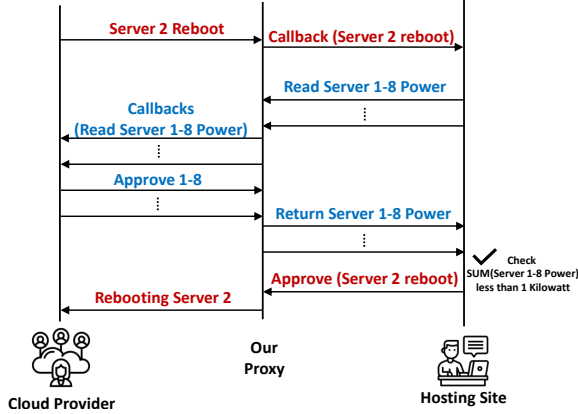 Server 2 Reboot
Callback (Server 2 reboot)
Read Server 1-8 Power
Callbacks
(Read Server 1-8 Power)
Approve 1-8
Return Server 1-8 Power
Check
SUM(Server 1-8 Power)
less than 1 Kilowatt
Approve (Server 2 reboot)
Rebooting Server 2
Cloud Provider
Our
Proxy
Hosting Site